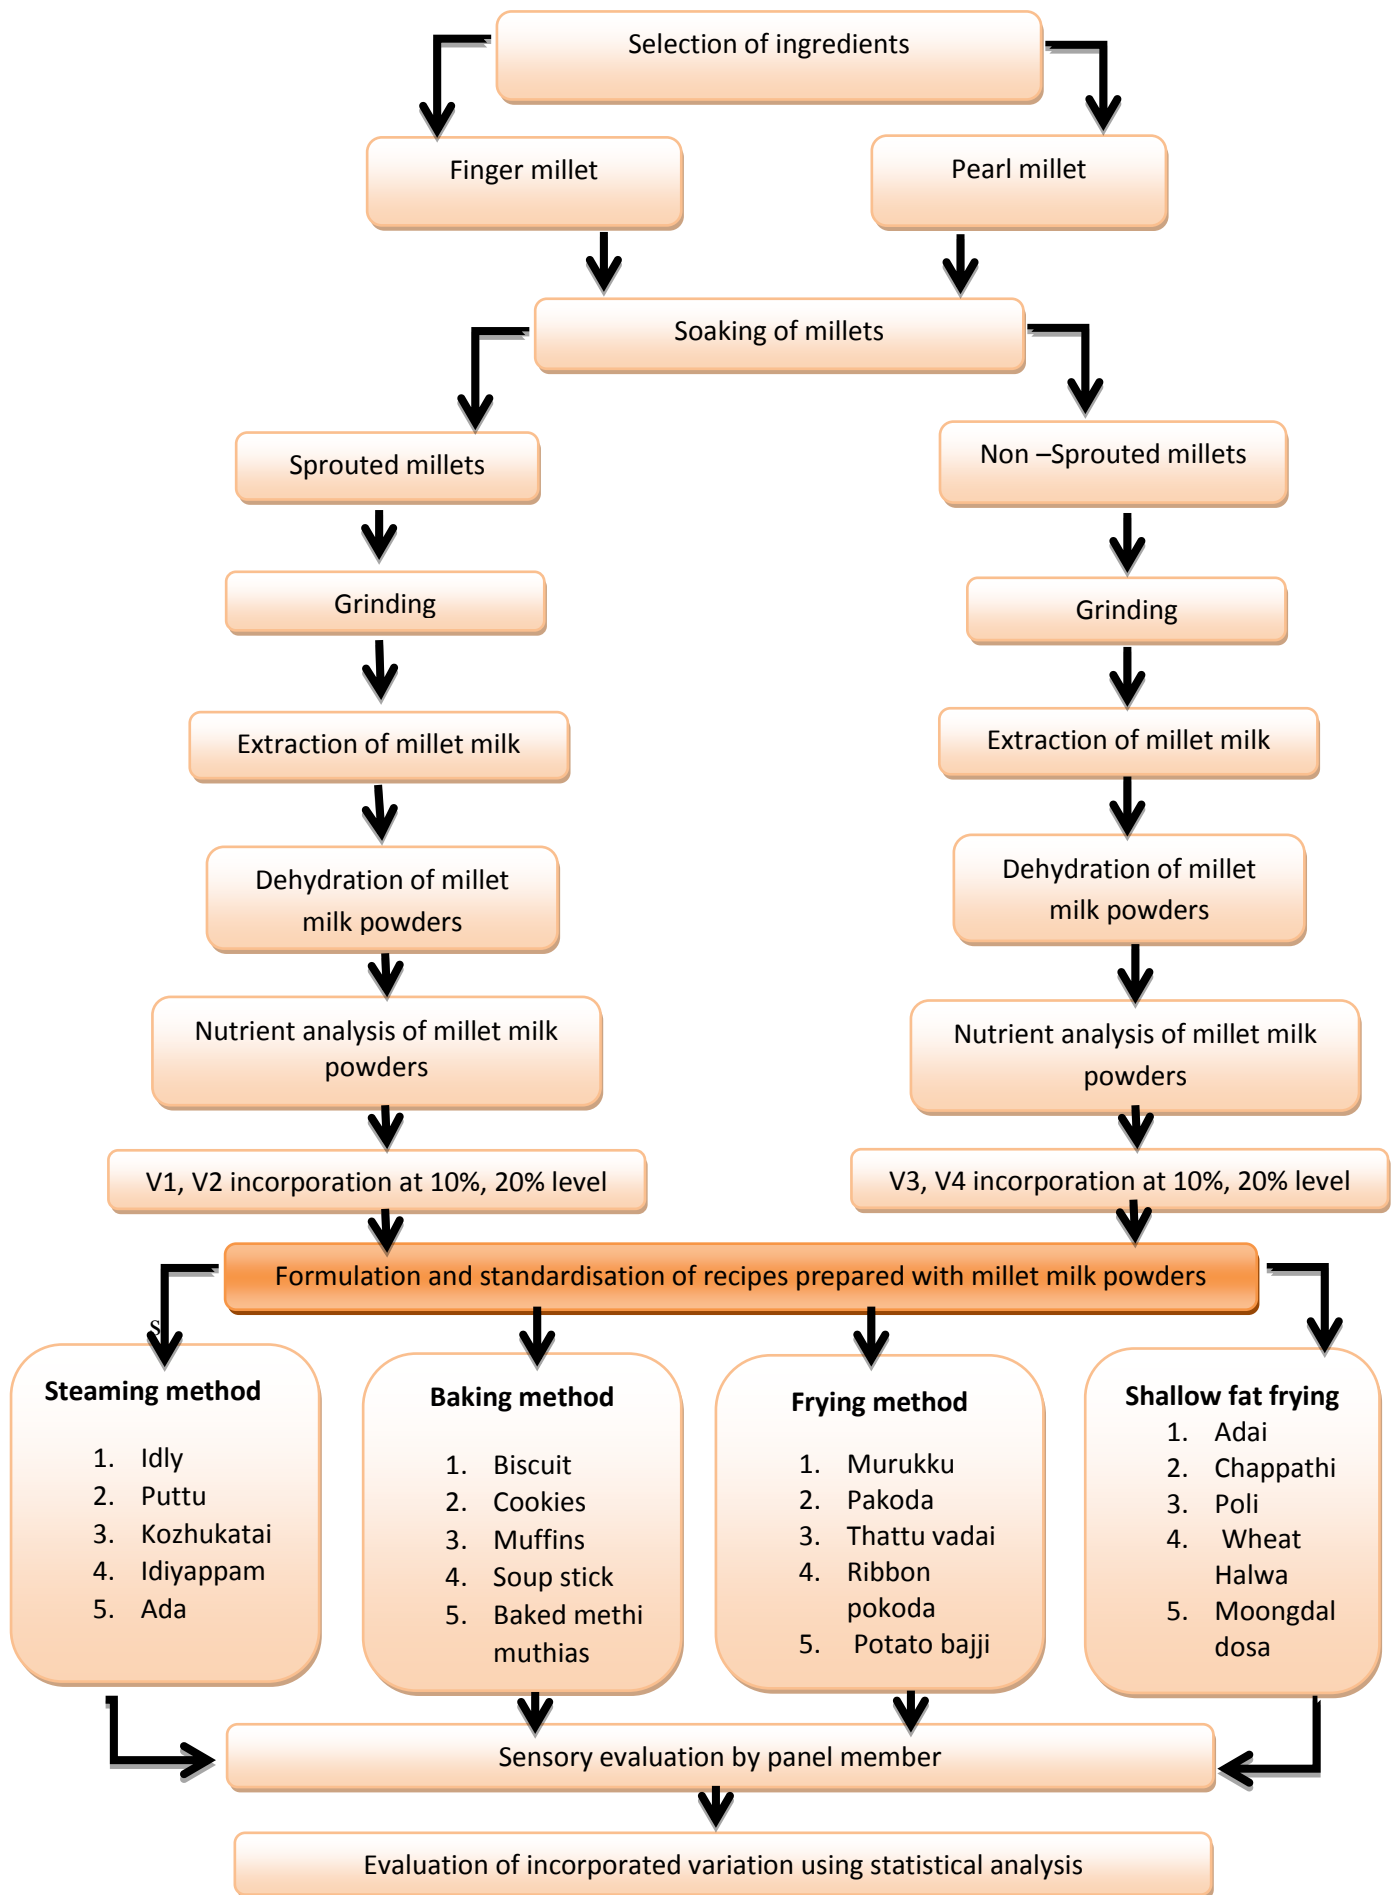 Selection of ingredients
Finger millet
Pearl millet
Soaking of millets
Sprouted millets
Non –Sprouted millets
Grinding
Grinding
Extraction of millet milk
Extraction of millet milk
Dehydration of millet
milk powders
Dehydration of millet
milk powders
Nutrient analysis of millet milk
powders
Nutrient analysis of millet milk
powders
V1, V2 incorporation at 10%, 20% level
V3, V4 incorporation at 10%, 20% level
Formulation and standardisation of recipes prepared with millet milk powders
s
Steaming method
1. Idly
2. Puttu
3. Kozhukatai
4. Idiyappam
5. Ada
Baking method
1. Biscuit
2. Cookies
3. Muffins
4. Soup stick
5. Baked methi
muthias
Frying method
1. Murukku
2. Pakoda
3. Thattu vadai
4. Ribbon
pokoda
5. Potato bajji
Shallow fat frying
1. Adai
2. Chappathi
3. Poli
4. Wheat
Halwa
5. Moongdal
dosa
Sensory evaluation by panel member
Evaluation of incorporated variation using statistical analysis